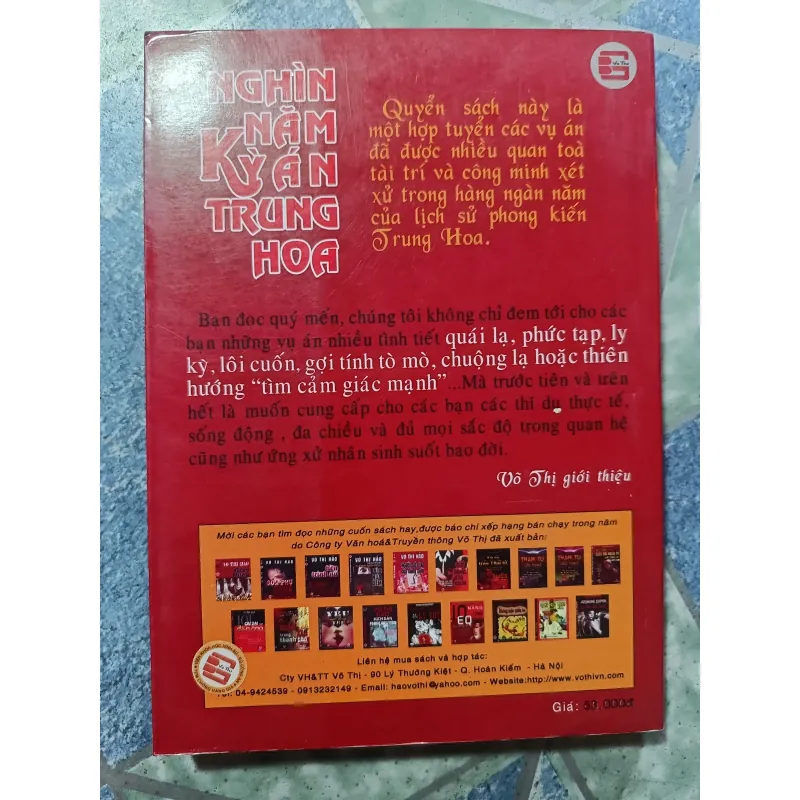 NGHÌN
NĂM
KỲ ÁN
TRUNG
HOA
Quyển sách này là
một hợp tuyển các vụ án
đã được nhiều quan toà
tài trí và công minh xét
xử trong hàng ngàn năm
của lịch sử phong kiến
Trung Hoa.
Bạn đọc quý mến, chúng tôi không chỉ đem tới cho các
bạn những vụ án nhiều tình tiết quái lạ, phức tạp, ly
kỳ, lôi cuốn, gợi tính tò mò, chuộng lạ hoặc thiên
hướng “tìm cảm giác mạnh”...Mà trước tiên và trên
hết là muốn cung cấp cho các bạn các thí dụ thực tế,
sống động , đa chiều và đủ mọi sắc độ trong quan hệ
cũng như ứng xử nhân sinh suốt bao đời.
Võ Thị giới thiệu
Mời các bạn tìm đọc những cuốn sách hay,được báo chí xếp hạng bán chạy trong năm
do Công ty Văn hoá&Truyền thông Võ Thị đã xuất bản:
Liên hệ mua sách và hợp tác:
Cty VH&TT Võ Thị - 90 Lý Thường Kiệt - Q. Hoàn Kiếm - Hà Nội
Tel: 04-9424539 - 0913232149 - Email: haovothi@yahoo.com - Website:http://www.vothivn.com
Giá: